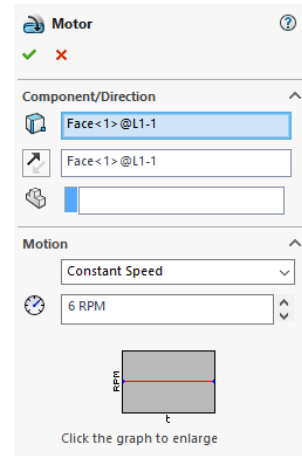 Motor
Component/Direction
Face<1>@L1-1
Face<1>@L1-1
Motion
Constant Speed
6 RPM
RPM
t
Click the graph to enlarge